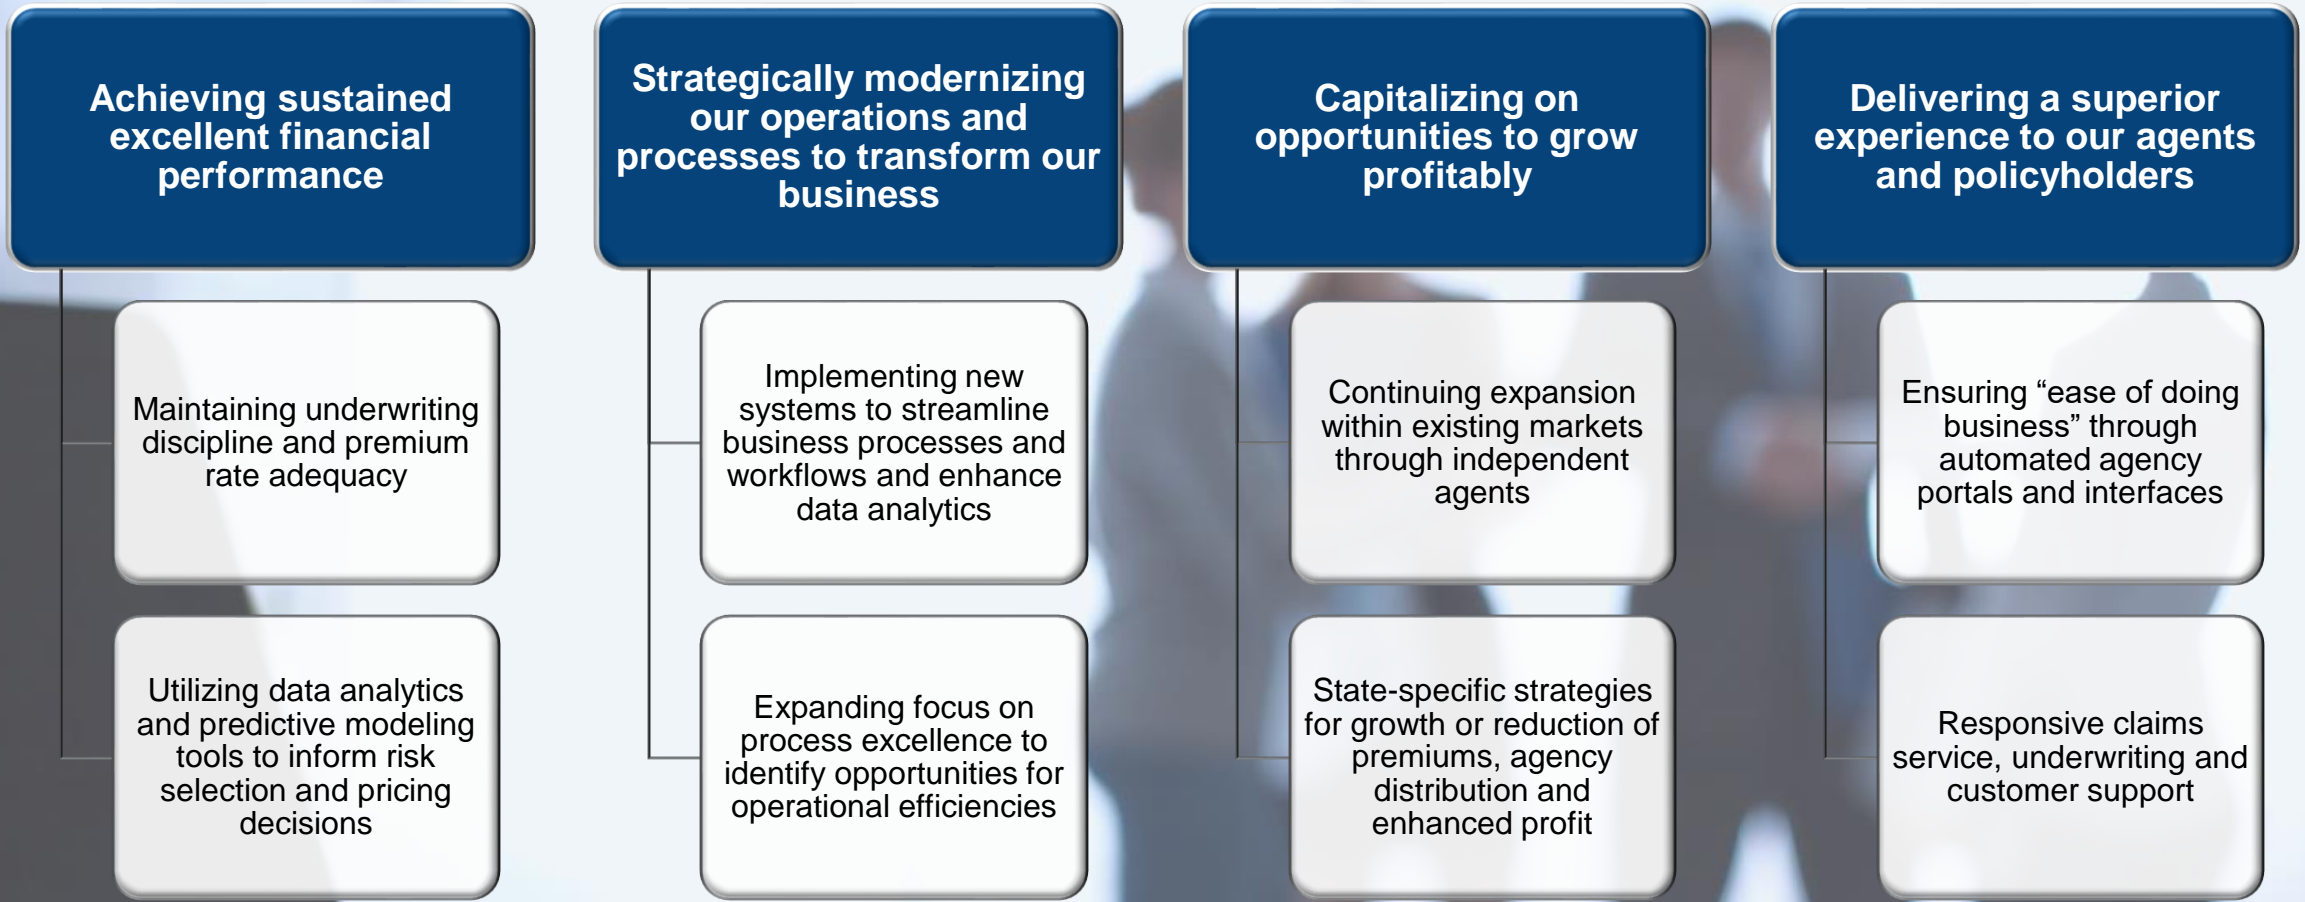 Achieving sustained
excellent financial
performance
Maintaining underwriting
discipline and premium
rate adequacy
Utilizing data analytics
and predictive modeling
tools to inform risk
selection and pricing
decisions
Strategically modernizing
our operations and
processes to transform our
business
Implementing new
systems to streamline
business processes and
workflows and enhance
data analytics
Expanding focus on
process excellence to
identify opportunities for
operational efficiencies
Capitalizing on
opportunities to grow
profitably
Continuing expansion
within existing markets
through independent
agents
State-specific strategies
for growth or reduction of
premiums, agency
distribution and
enhanced profit
Delivering a superior
experience to our agents
and policyholders
Ensuring “ease of doing
business” through
automated agency
portals and interfaces
Responsive claims
service, underwriting and
customer support